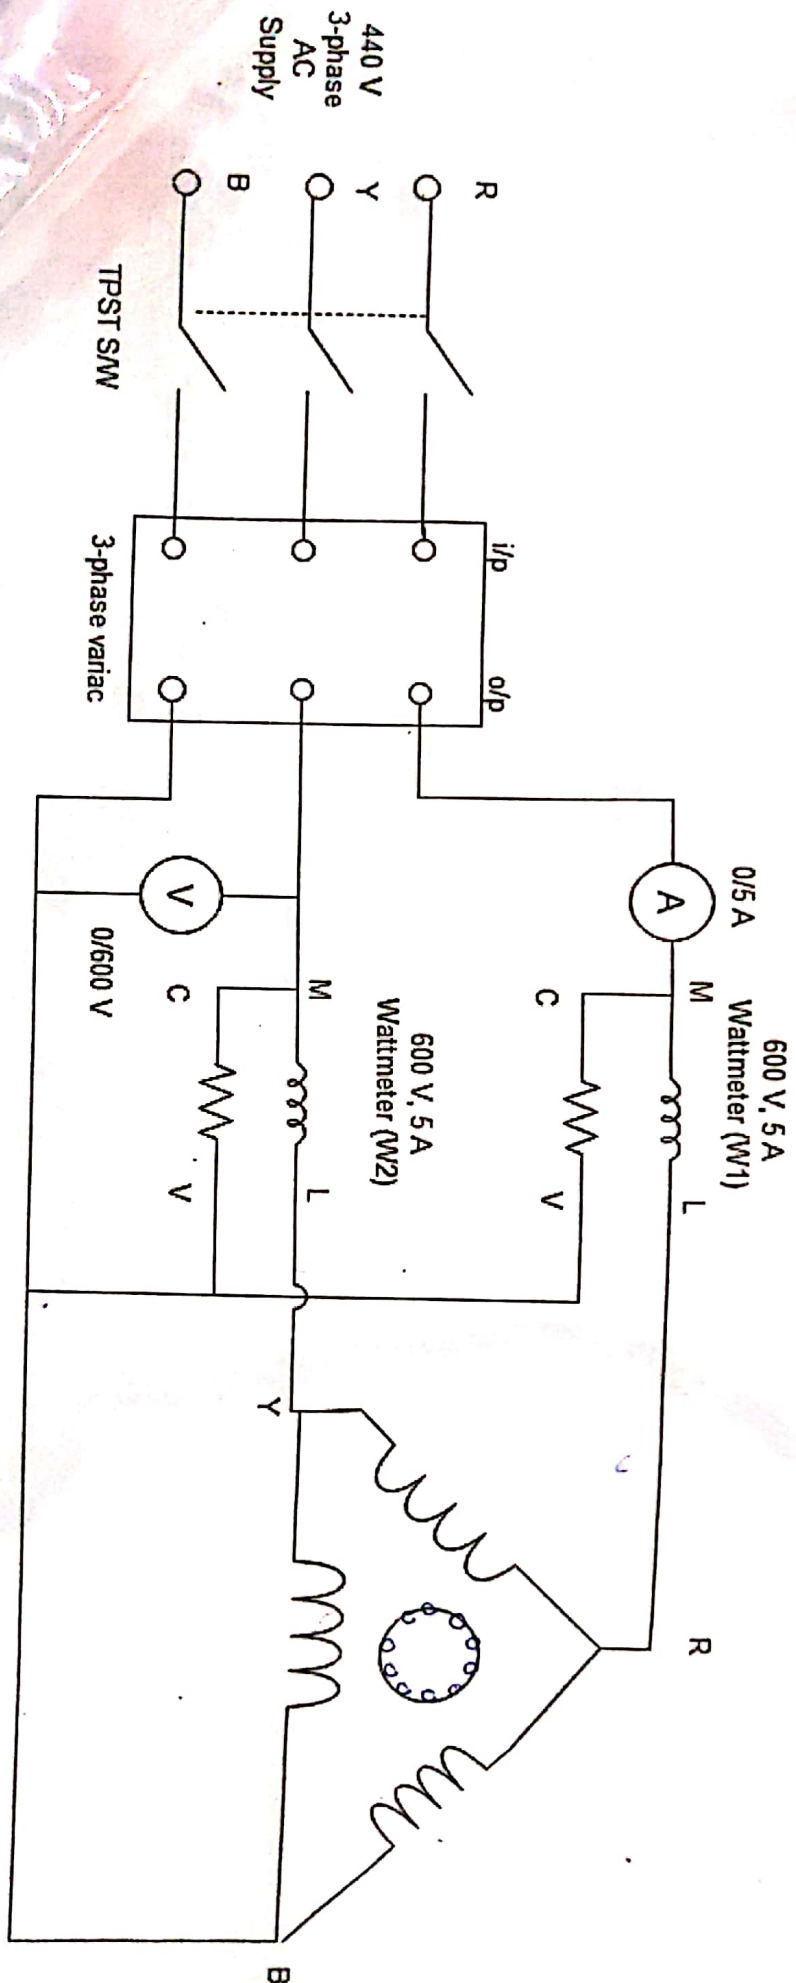 440 V
3-phase
AC
Supply
R
Y
B
TPST S/W
i/p
o/p
3-phase variac
0/5 A
A
600 V, 5 A
Wattmeter (W1)
M
L
C
V
600 V, 5 A
Wattmeter (W2)
M
L
C
V
V
0/600 V
R
Y
B